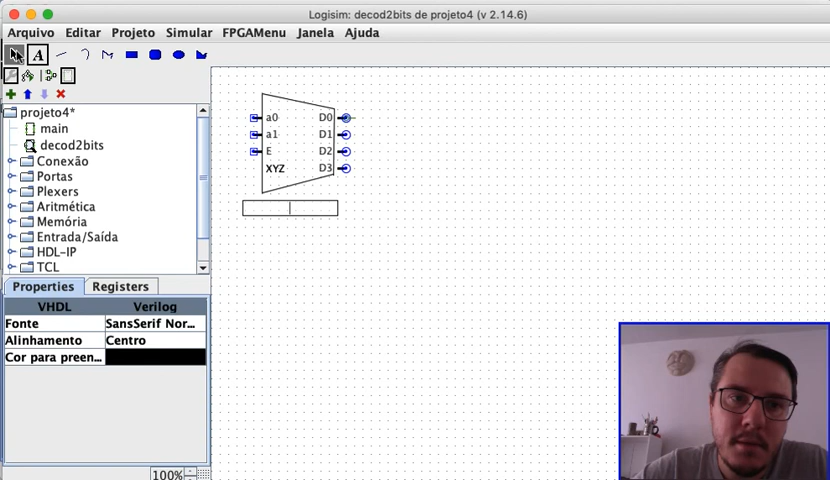 Logisim: decod2bits de projeto4 (v 2.14.6)
Arquivo Editar Projeto Simular FPGAMenu Janela Ajuda
A
projeto4*
main
decod2bits
Conexão
Portas
Plexers
Aritmética
Memória
Entrada/Saída
HDL-IP
TCL
a0 D0
a1 D1
E D2
XYZ D3
Properties Registers
VHDL Verilog
Fonte SansSerif Nor...
Alinhamento Centro
Cor para preen...
100%